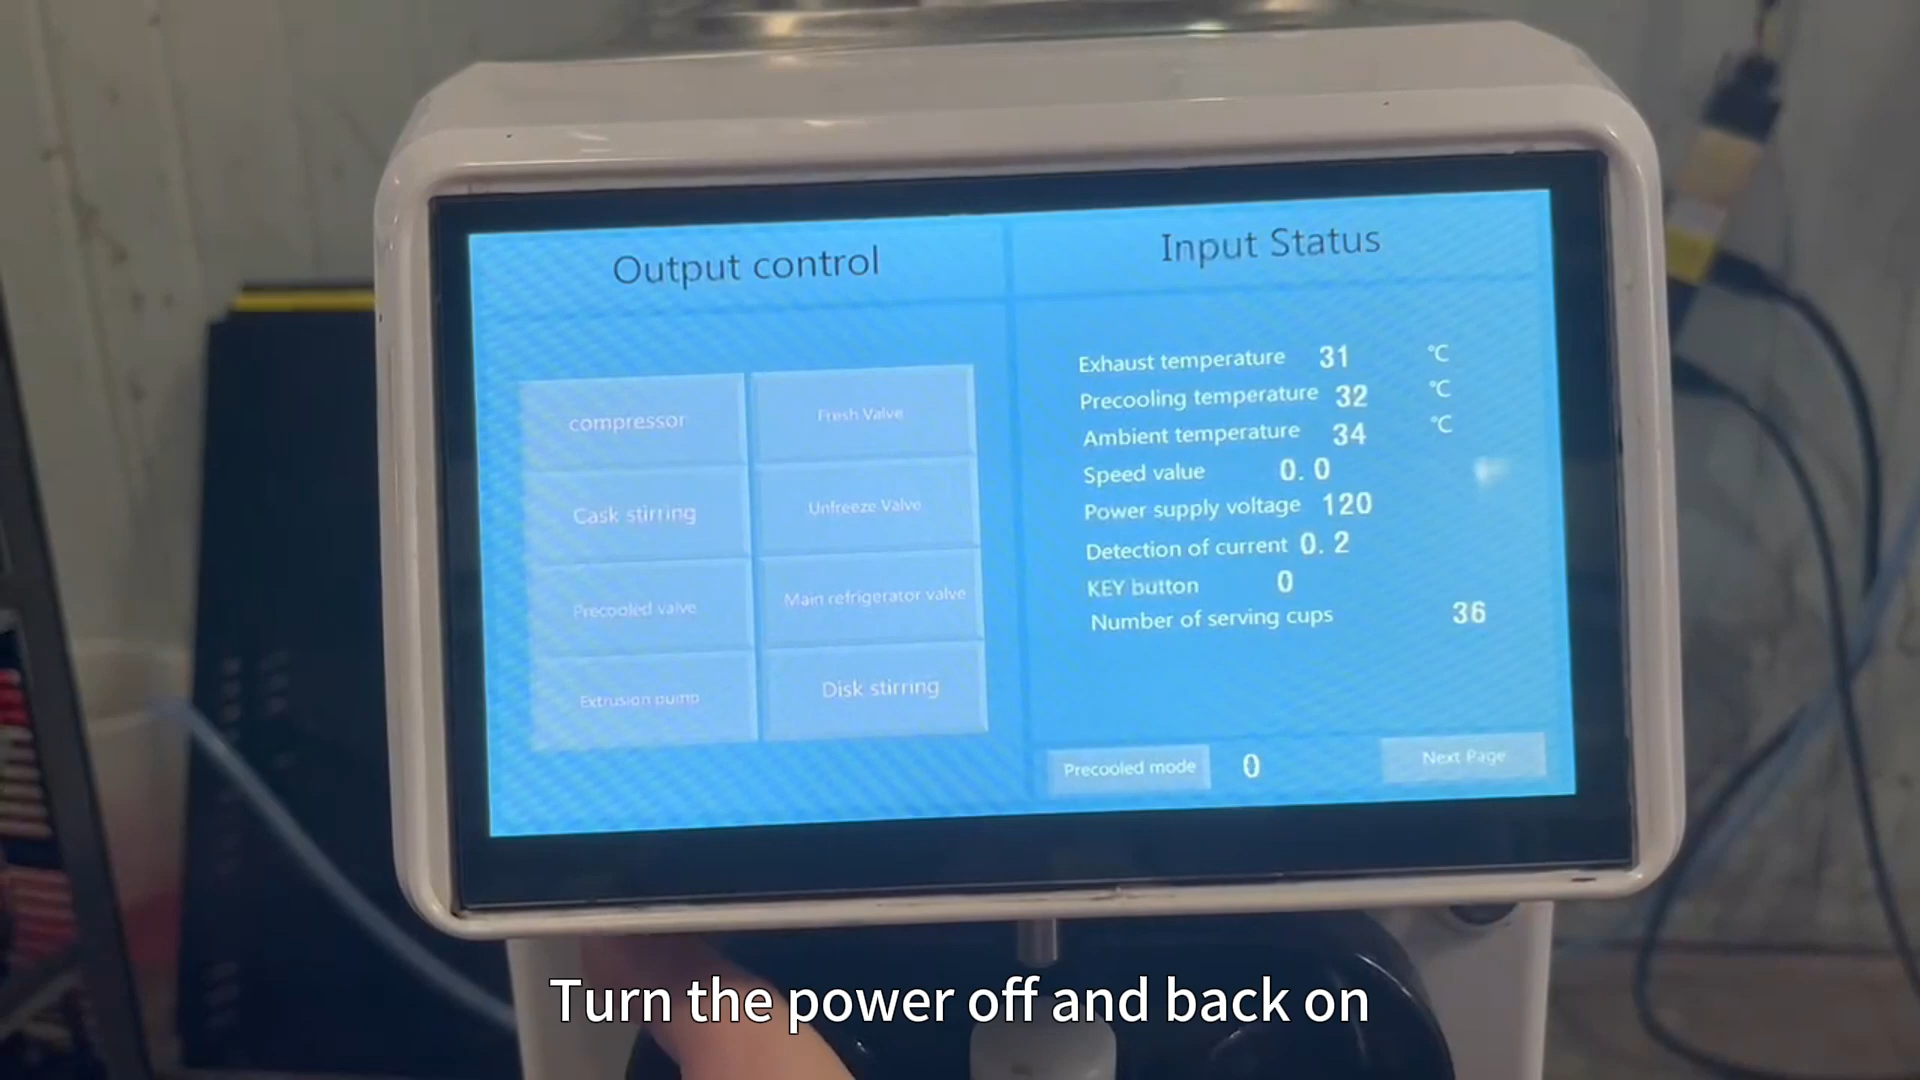 Output control
compressor
Fresh Valve
Cask stirring
Unfreeze Valve
Precooled valve
Main refrigerator valve
Extrusion pump
Disk stirring
Input Status
Exhaust temperature 31 °C
Precooling temperature 32 °C
Ambient temperature 34 °C
Speed value 0. 0
Power supply voltage 120
Detection of current 0. 2
KEY button 0
Number of serving cups 36
Precooled mode 0
Next Page
Turn the power off and back on